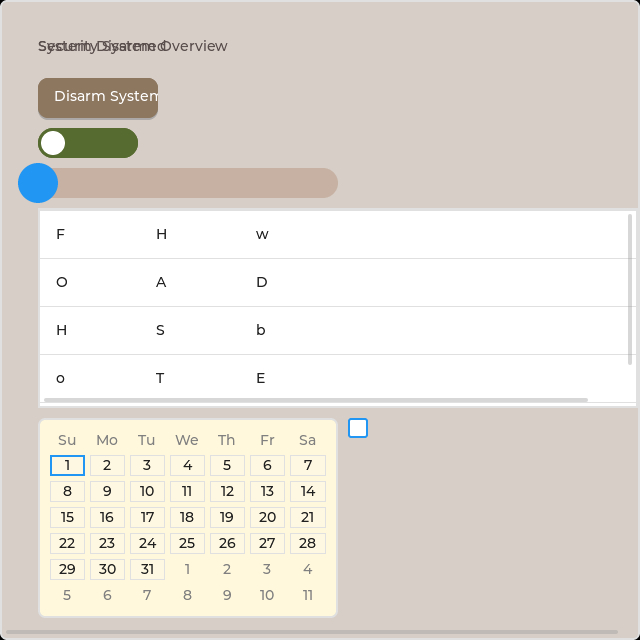 Security System Overview
Security Disarmed
Disarm System
F H w
O A D
H S b
o T E
Su Mo Tu We Th Fr Sa
1 2 3 4 5 6 7
8 9 10 11 12 13 14
15 16 17 18 19 20 21
22 23 24 25 26 27 28
29 30 31 1 2 3 4
5 6 7 8 9 10 11